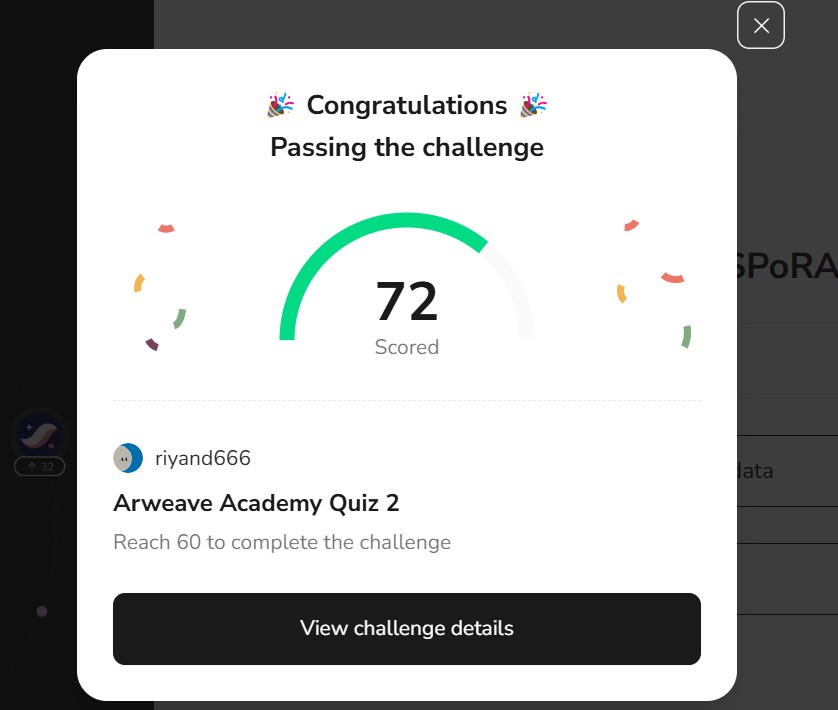 🎉 Congratulations 🎉
Passing the challenge
72
Scored
SPoRA
32
data
riyand666
Arweave Academy Quiz 2
Reach 60 to complete the challenge
View challenge details